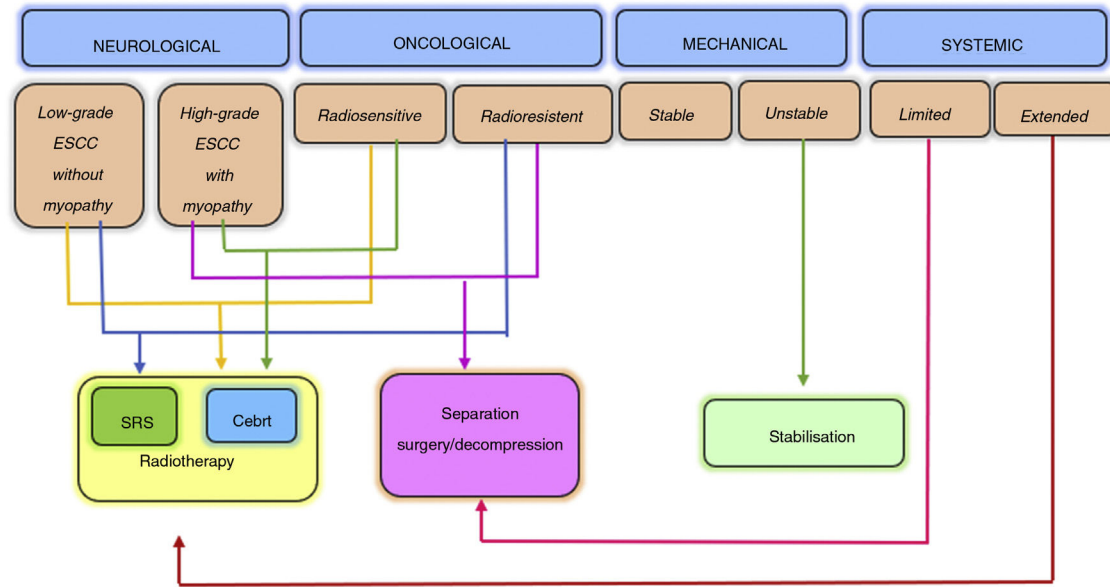 NEUROLOGICAL
ONCOLOGICAL
MECHANICAL
SYSTEMIC
Low-grade
ESCC
without
myopathy
High-grade
ESCC
with
myopathy
Radiosensitive
Radioresistent
Stable
Unstable
Limited
Extended
SRS
Cebrt
Radiotherapy
Separation
surgery/decompression
Stabilisation